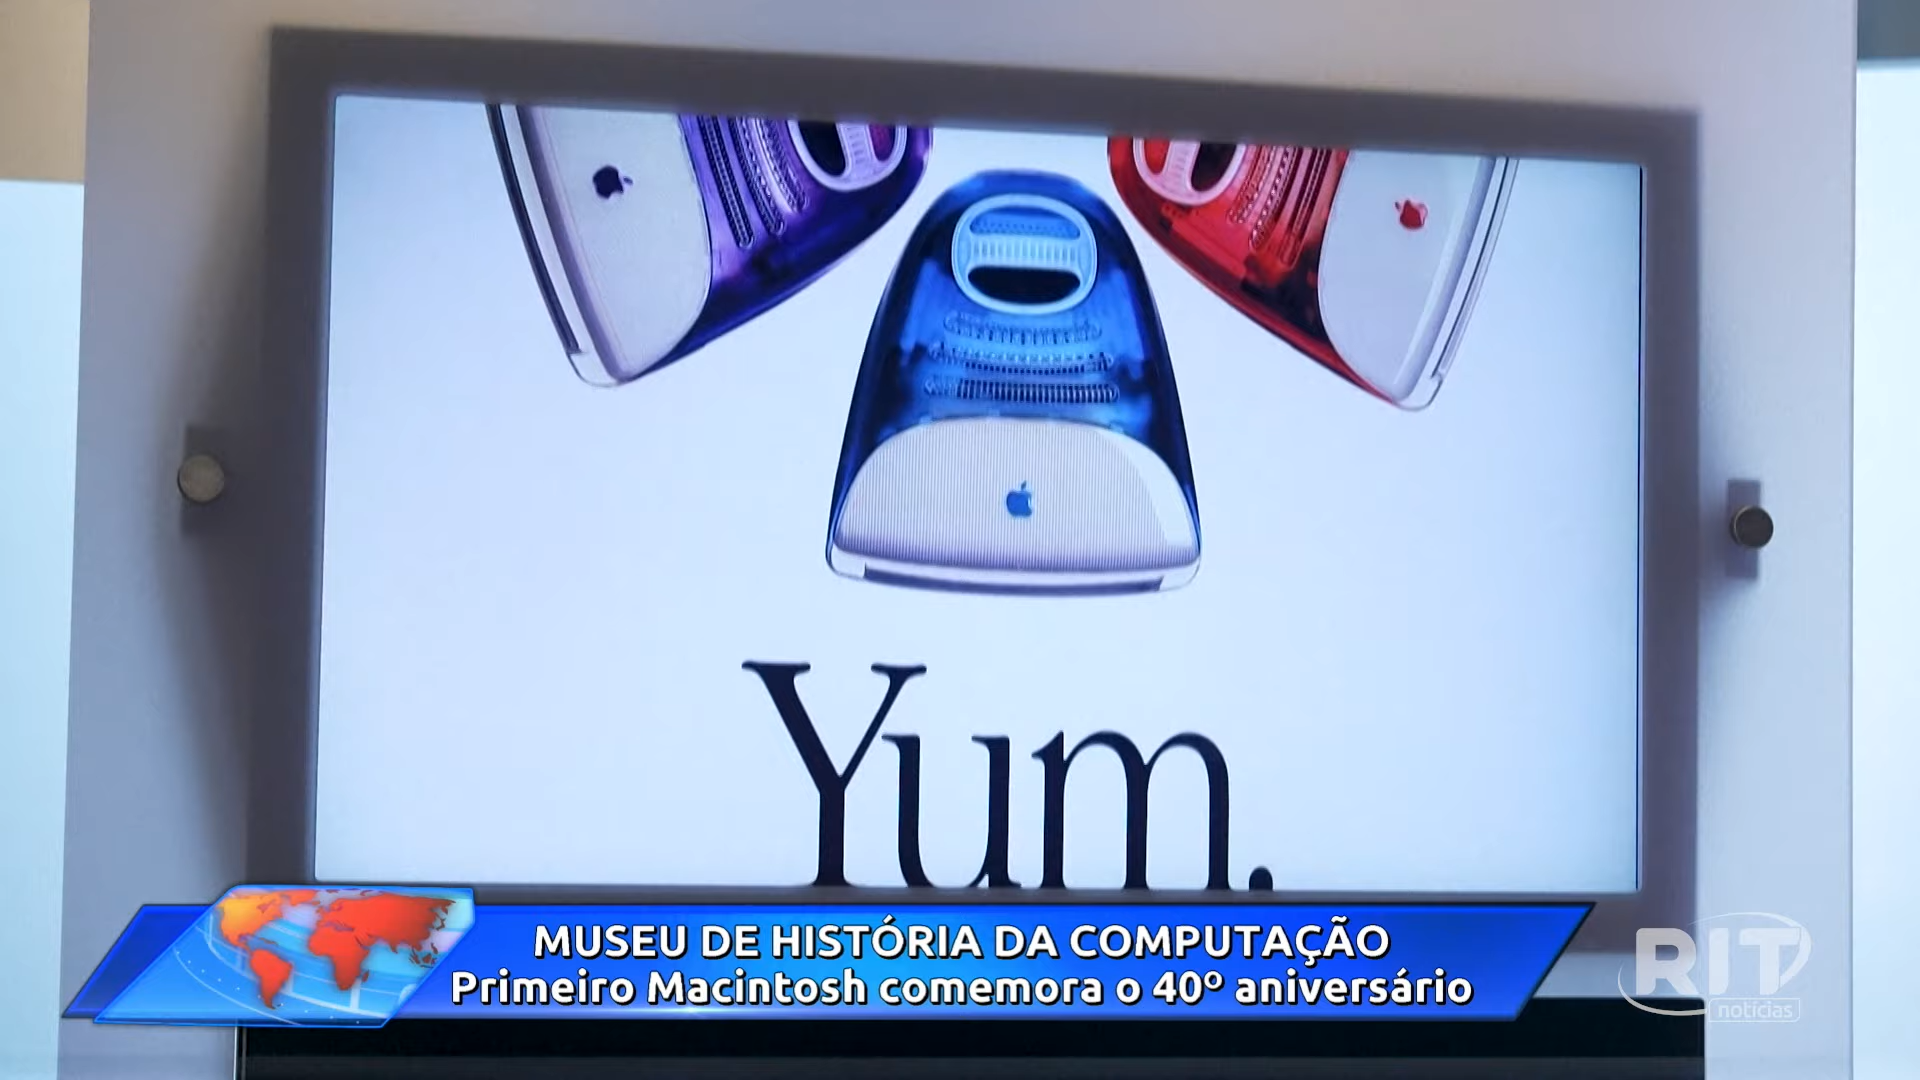 Yum.
MUSEU DE HISTÓRIA DA COMPUTAÇÃO
Primeiro Macintosh comemora o 40º aniversário
RIT
notícias